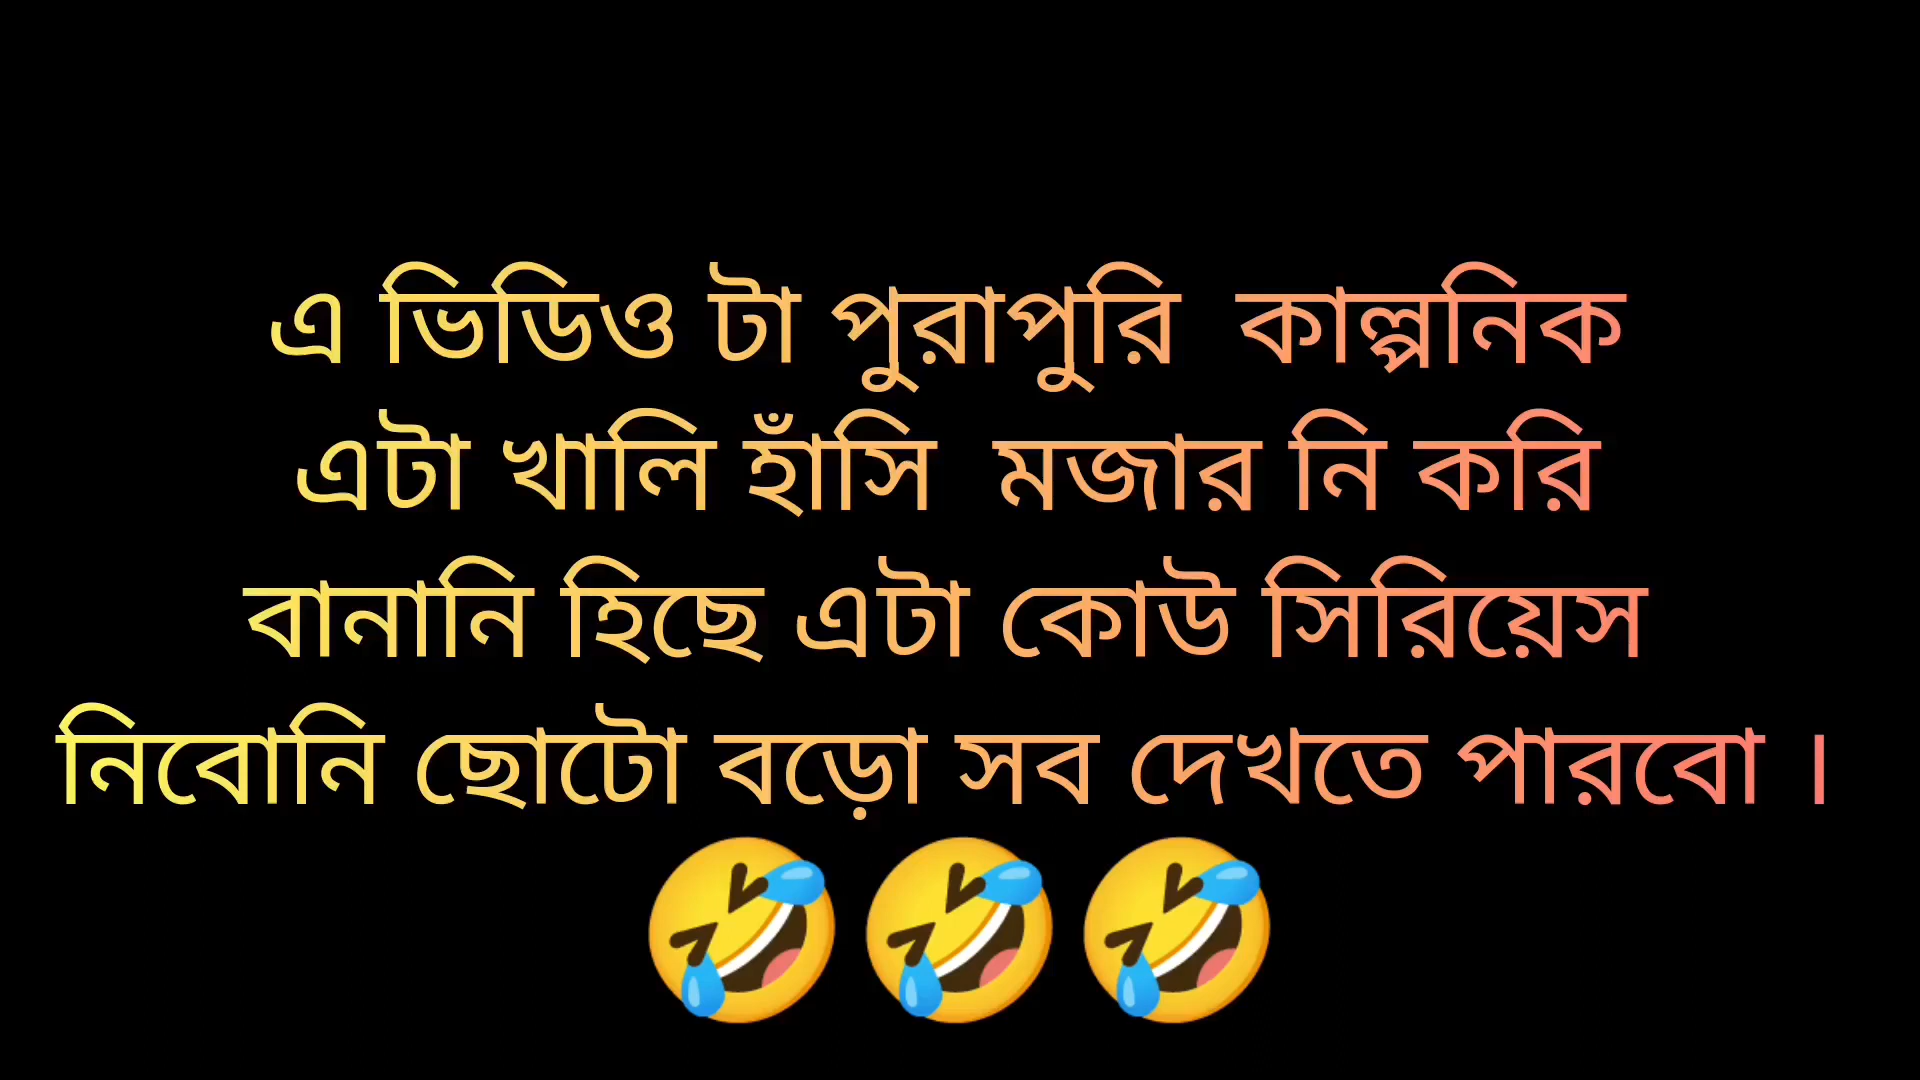 এ ভিডিও টা পুরাপুরি কাল্পনিক
এটা খালি হাঁসি মজার নি করি
বানানি হিছে এটা কোউ সিরিয়েস
নিবোনি ছোটো বড়ো সব দেখতে পারবো ।
🤣🤣🤣